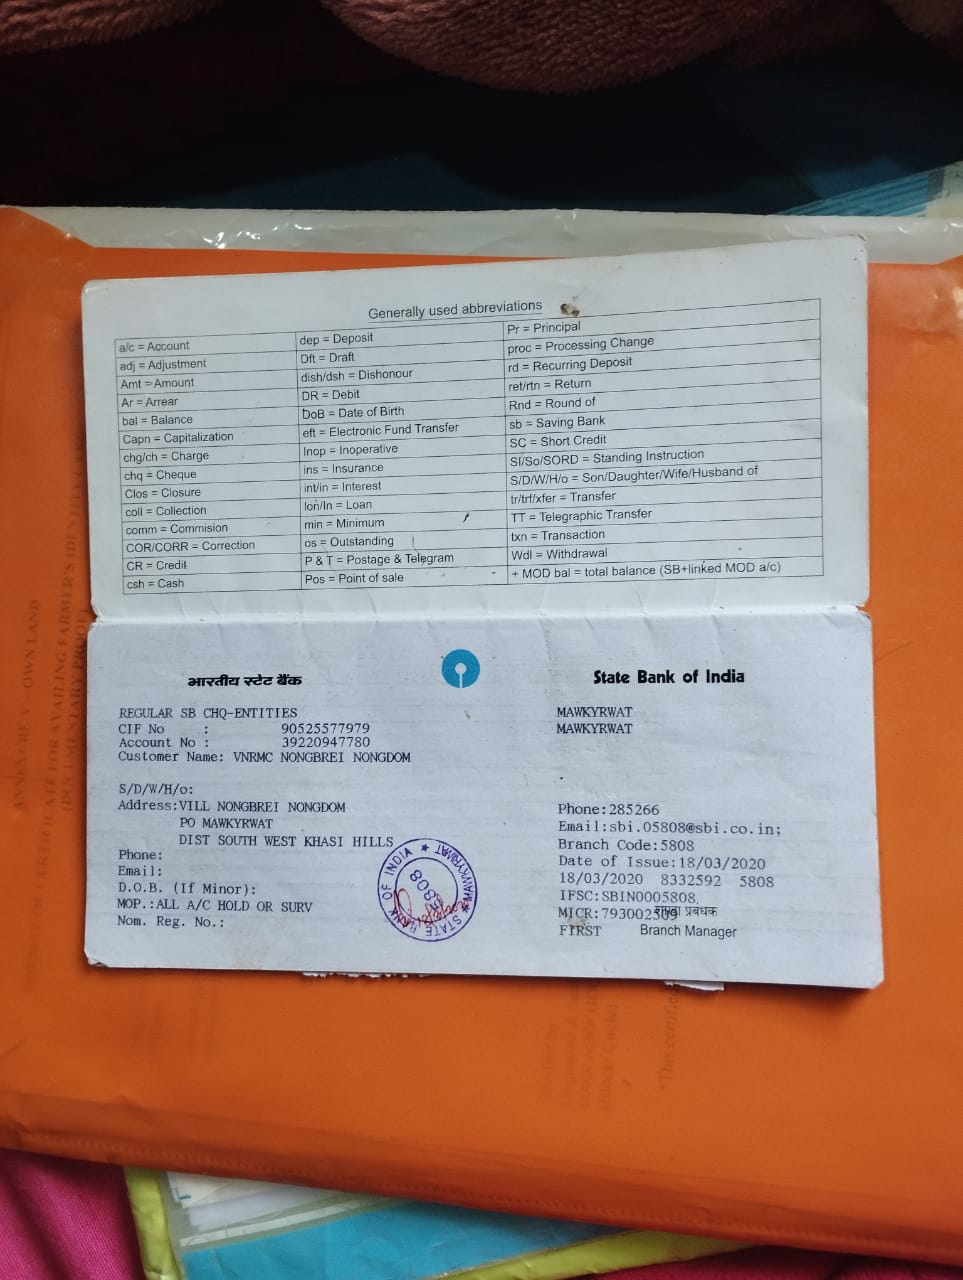 Generally used abbreviations
a/c = Account
adj = Adjustment
Amt = Amount
Ar = Arrear
bal = Balance
Capn = Capitalization
chg/ch = Charge
chq = Cheque
Clos = Closure
coll = Collection
comm = Commision
COR/CORR = Correction
CR = Credit
csh = Cash
dep = Deposit
Dft = Draft
dish/dsh = Dishonour
DR = Debit
DoB = Date of Birth
eft = Electronic Fund Transfer
Inop = Inoperative
ins = Insurance
int/in = Interest
lon/ln = Loan
min = Minimum
os = Outstanding
P & T = Postage & Telegram
Pos = Point of sale
Pr = Principal
proc = Processing Change
rd = Recurring Deposit
ret/rtn = Return
Rnd = Round of
sb = Saving Bank
SC = Short Credit
SI/So/SORD = Standing Instruction
S/D/W/H/o = Son/Daughter/Wife/Husband of
tr/trf/xfer = Transfer
TT = Telegraphic Transfer
txn = Transaction
Wdl = Withdrawal
+ MOD bal = total balance (SB+linked MOD a/c)
भारतीय स्टेट बैंक
State Bank of India
REGULAR SB CHQ-ENTITIES
CIF No : 90525577979
Account No : 39220947780
Customer Name: VNRMC NONGBREI NONGDOM
S/D/W/H/o:
Address:VILL NONGBREI NONGDOM
PO MAWKYRWAT
DIST SOUTH WEST KHASI HILLS
Phone:
Email:
D.O.B. (If Minor):
MOP.:ALL A/C HOLD OR SURV
Nom. Reg. No.:
STATE BANK OF INDIA ★ MAWKYRWAT ★
MAWKYRWAT
MAWKYRWAT
Phone:285266
Email:sbi.05808@sbi.co.in;
Branch Code:5808
Date of Issue:18/03/2020
18/03/2020 8332592 5808
IFSC:SBIN0005808,
MICR:793002509 शाखा प्रबंधक
FIRST Branch Manager
ANNEXURE A - OWN LAND